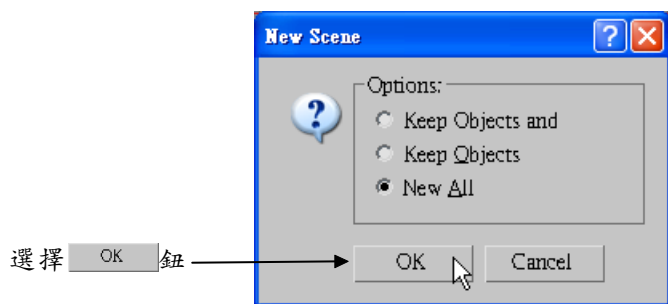 New Scene
Options:
Keep Objects and
Keep Objects
New All
OK Cancel
選擇 OK 鈕